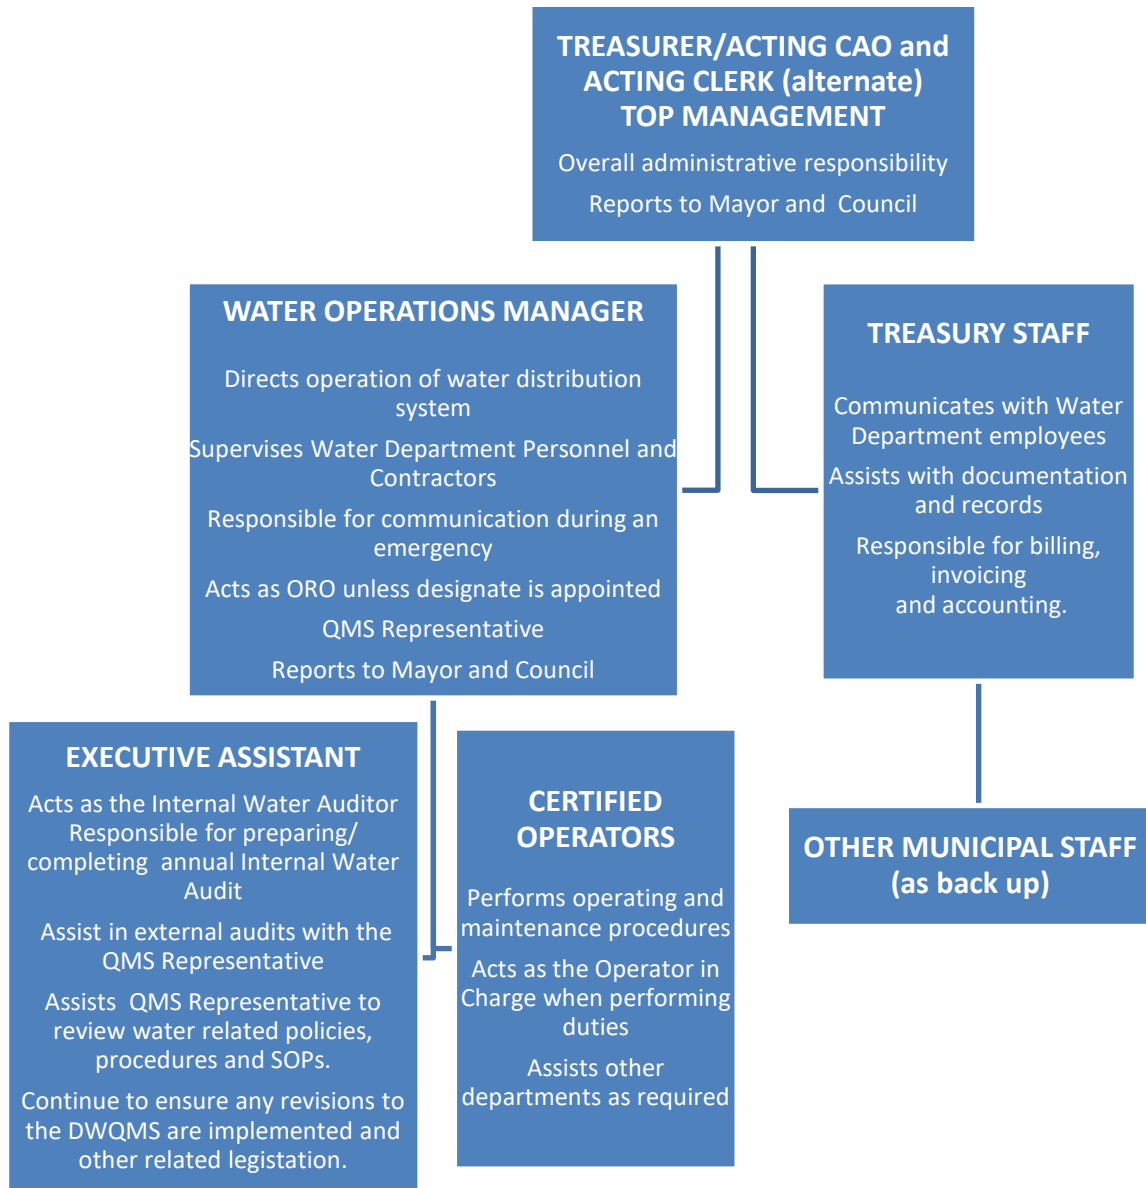 TREASURER/ACTING CAO and
ACTING CLERK (alternate)
TOP MANAGEMENT
Overall administrative responsibility
Reports to Mayor and Council
WATER OPERATIONS MANAGER
Directs operation of water distribution
system
Supervises Water Department Personnel and
Contractors
Responsible for communication during an
emergency
Acts as ORO unless designate is appointed
QMS Representative
Reports to Mayor and Council
TREASURY STAFF
Communicates with Water
Department employees
Assists with documentation
and records
Responsible for billing,
invoicing
and accounting.
EXECUTIVE ASSISTANT
Acts as the Internal Water Auditor
Responsible for preparing/
completing annual Internal Water
Audit
Assist in external audits with the
QMS Representative
Assists QMS Representative to
review water related policies,
procedures and SOPs.
Continue to ensure any revisions to
the DWQMS are implemented and
other related legistation.
CERTIFIED
OPERATORS
Performs operating and
maintenance procedures
Acts as the Operator in
Charge when performing
duties
Assists other
departments as required
OTHER MUNICIPAL STAFF
(as back up)